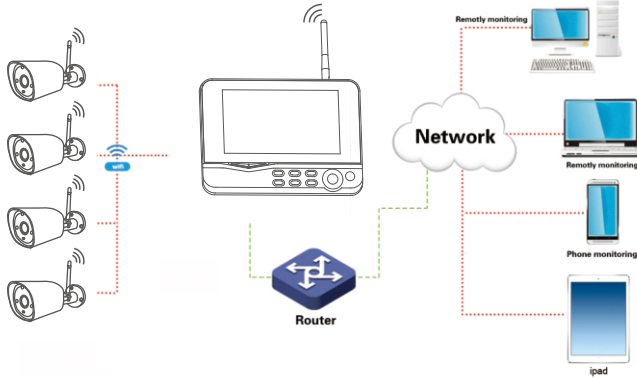 Remotly monitoring
wifi
Network
Remotly monitoring
Phone monitoring
Router
ipad